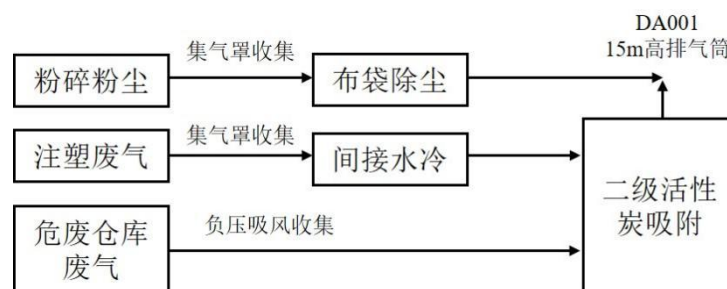 DA001
15m高排气筒
集气罩收集
粉碎粉尘
布袋除尘
集气罩收集
注塑废气
间接水冷
二级活性
炭吸附
负压吸风收集
危废仓库
废气